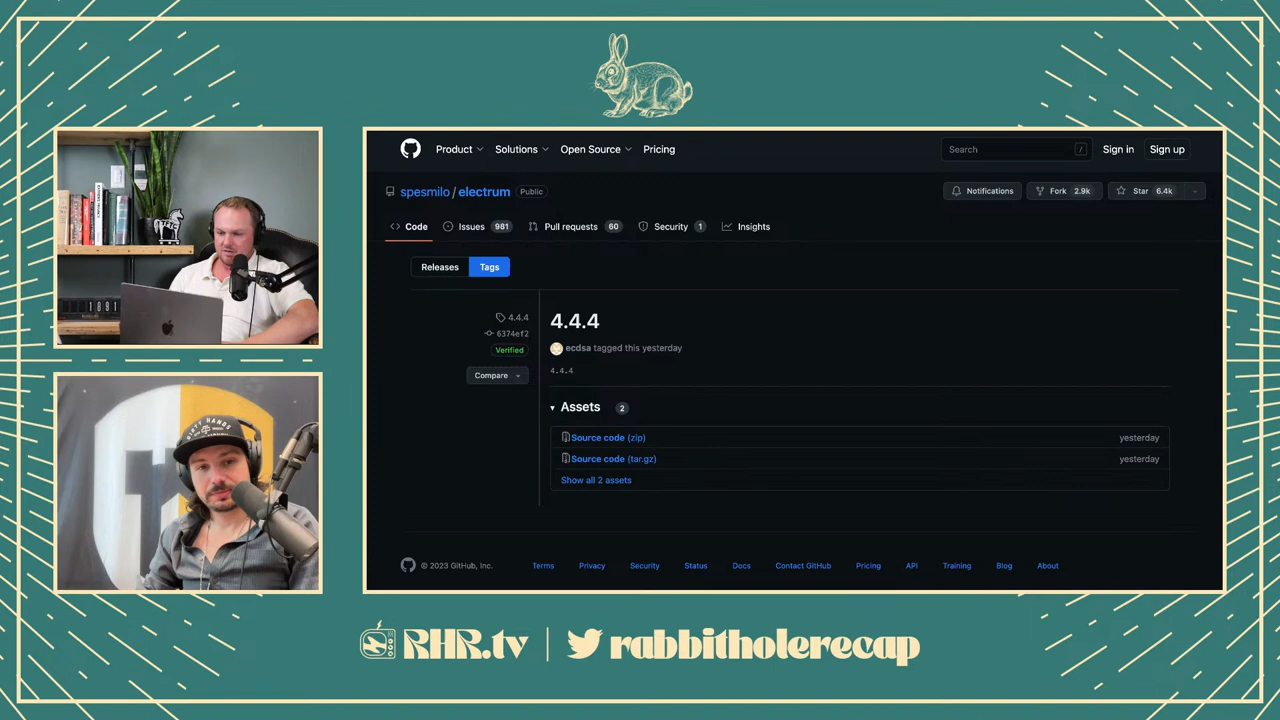 Product
Solutions
Open Source
Pricing
Search
/
Sign in
Sign up
spesmilo / electrum
Public
Notifications
Fork 2.9k
Star 6.4k
Code
Issues 981
Pull requests 60
Security 1
Insights
Releases
Tags
4.4.4
6374ef2
Verified
Compare
4.4.4
ecdsa tagged this yesterday
4.4.4
Assets 2
Source code (zip)
yesterday
Source code (tar.gz)
yesterday
Show all 2 assets
© 2023 GitHub, Inc.
Terms
Privacy
Security
Status
Docs
Contact GitHub
Pricing
API
Training
Blog
About
1891
DIRTY HANDS
RHR.tv
rabbitholerecap